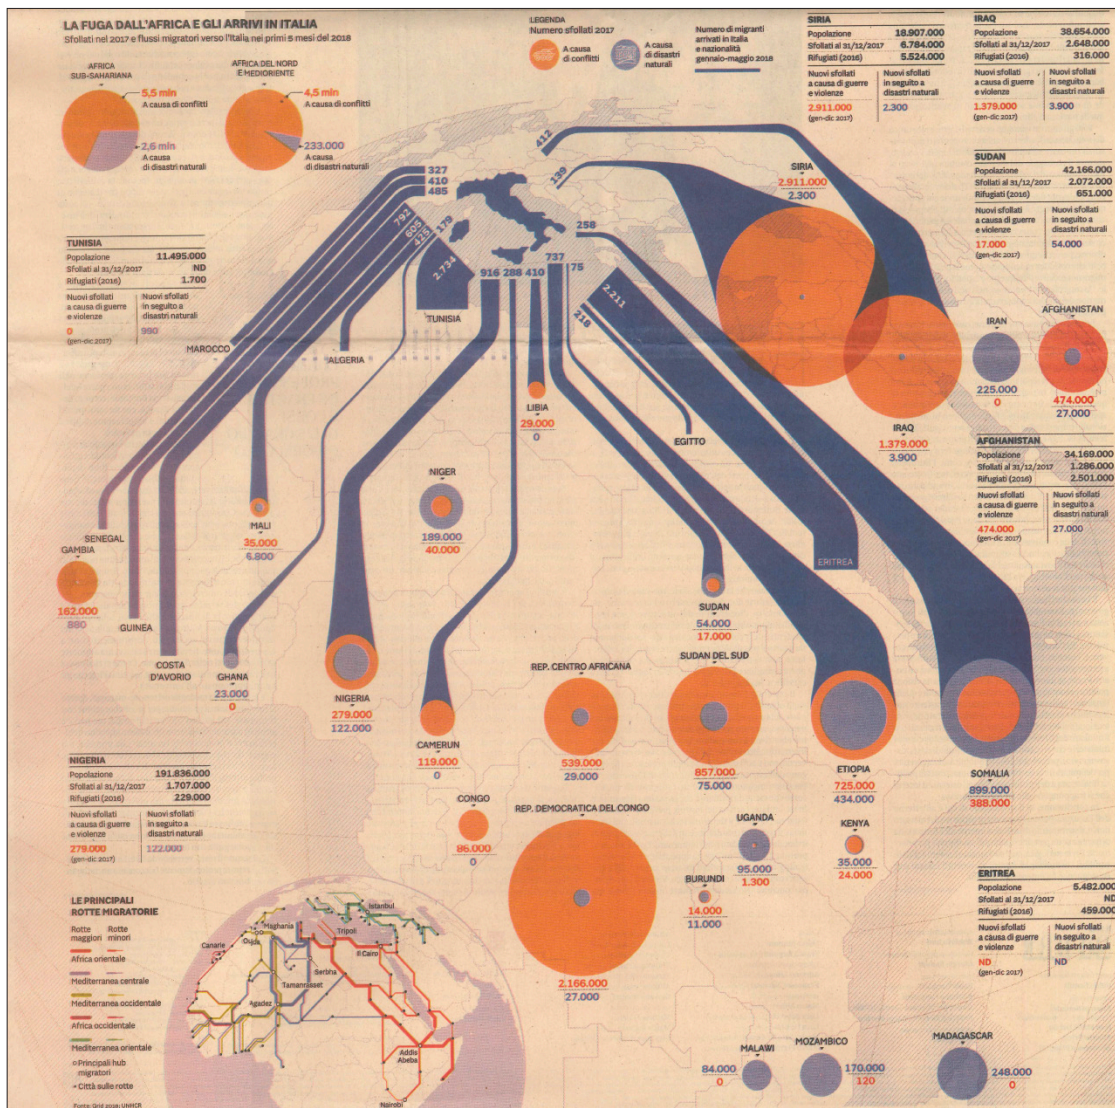 LA FUGA DALL'AFRICA E GLI ARRIVI IN ITALIA
Sfollati nel 2017 e flussi migratori verso l'Italia nei primi 5 mesi del 2018
AFRICA
SUB-SAHARIANA
5,5 mln
A causa di conflitti
2,6 mln
A causa
di disastri naturali
AFRICA DEL NORD
E MEDIORIENTE
4,5 mln
A causa di conflitti
233.000
A causa
di disastri naturali
LEGENDA
Numero sfollati 2017
A causa
di conflitti
A causa
di disastri
naturali
Numero di migranti
arrivati in Italia
e nazionalità
gennaio-maggio 2018
SIRIA
Popolazione 18.907.000
Sfollati al 31/12/2017 6.784.000
Rifugiati (2016) 5.524.000
Nuovi sfollati
a causa di guerre
e violenze
2.911.000
(gen-dic 2017)
Nuovi sfollati
in seguito a
disastri naturali
2.300
IRAQ
Popolazione 38.654.000
Sfollati al 31/12/2017 2.648.000
Rifugiati (2016) 316.000
Nuovi sfollati
a causa di guerre
e violenze
1.379.000
(gen-dic 2017)
Nuovi sfollati
in seguito a
disastri naturali
3.900
SUDAN
Popolazione 42.166.000
Sfollati al 31/12/2017 2.072.000
Rifugiati (2016) 651.000
Nuovi sfollati
a causa di guerre
e violenze
17.000
(gen-dic 2017)
Nuovi sfollati
in seguito a
disastri naturali
54.000
TUNISIA
Popolazione 11.495.000
Sfollati al 31/12/2017 ND
Rifugiati (2016) 1.700
Nuovi sfollati
a causa di guerre
e violenze
0
(gen-dic 2017)
Nuovi sfollati
in seguito a
disastri naturali
990
327
410
485
792
605
425
179
2.734
916
288
410
737
75
258
218
2.211
412
139
SIRIA
2.911.000
2.300
IRAQ
1.379.000
3.900
IRAN
225.000
0
AFGHANISTAN
474.000
27.000
AFGHANISTAN
Popolazione 34.169.000
Sfollati al 31/12/2017 1.286.000
Rifugiati (2016) 2.501.000
Nuovi sfollati
a causa di guerre
e violenze
474.000
(gen-dic 2017)
Nuovi sfollati
in seguito a
disastri naturali
27.000
MAROCCO
ALGERIA
TUNISIA
LIBIA
29.000
0
EGITTO
ERITREA
SENEGAL
GAMBIA
162.000
880
GUINEA
COSTA
D'AVORIO
MALI
35.000
6.800
NIGER
189.000
40.000
GHANA
23.000
0
NIGERIA
279.000
122.000
CAMERUN
119.000
0
SUDAN
54.000
17.000
REP. CENTRO AFRICANA
539.000
29.000
SUDAN DEL SUD
857.000
75.000
ETIOPIA
725.000
434.000
SOMALIA
899.000
388.000
CONGO
86.000
0
REP. DEMOCRATICA DEL CONGO
2.166.000
27.000
UGANDA
95.000
1.300
KENYA
35.000
24.000
BURUNDI
14.000
11.000
MALAWI
84.000
0
MOZAMBICO
170.000
120
MADAGASCAR
248.000
0
NIGERIA
Popolazione 191.836.000
Sfollati al 31/12/2017 1.707.000
Rifugiati (2016) 229.000
Nuovi sfollati
a causa di guerre
e violenze
279.000
(gen-dic 2017)
Nuovi sfollati
in seguito a
disastri naturali
122.000
ERITREA
Popolazione 5.482.000
Sfollati al 31/12/2017 ND
Rifugiati (2016) 459.000
Nuovi sfollati
a causa di guerre
e violenze
ND
(gen-dic 2017)
Nuovi sfollati
in seguito a
disastri naturali
ND
LE PRINCIPALI
ROTTE MIGRATORIE
Rotte
maggiori
Rotte
minori
Africa orientale
Mediterranea centrale
Mediterranea occidentale
Africa occidentale
Mediterranea orientale
Principali hub
migratori
Città sulle rotte
Canarie
Oujda
Maghania
Tripoli
Istanbul
Il Cairo
Serbha
Tamanrasset
Agadez
Addis
Abeba
Nairobi
Fonte: Grid 2018; UNHCR